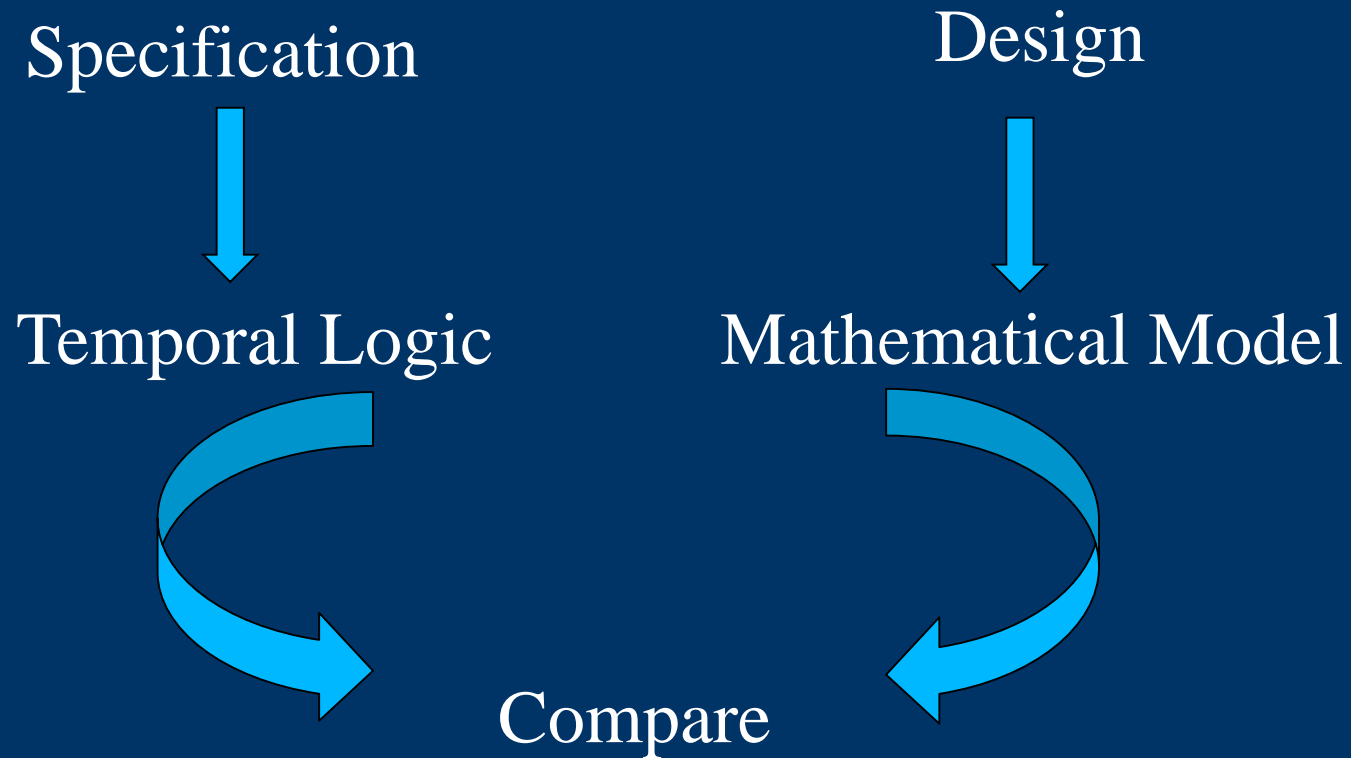 Specification
Design
Temporal Logic
Mathematical Model
Compare